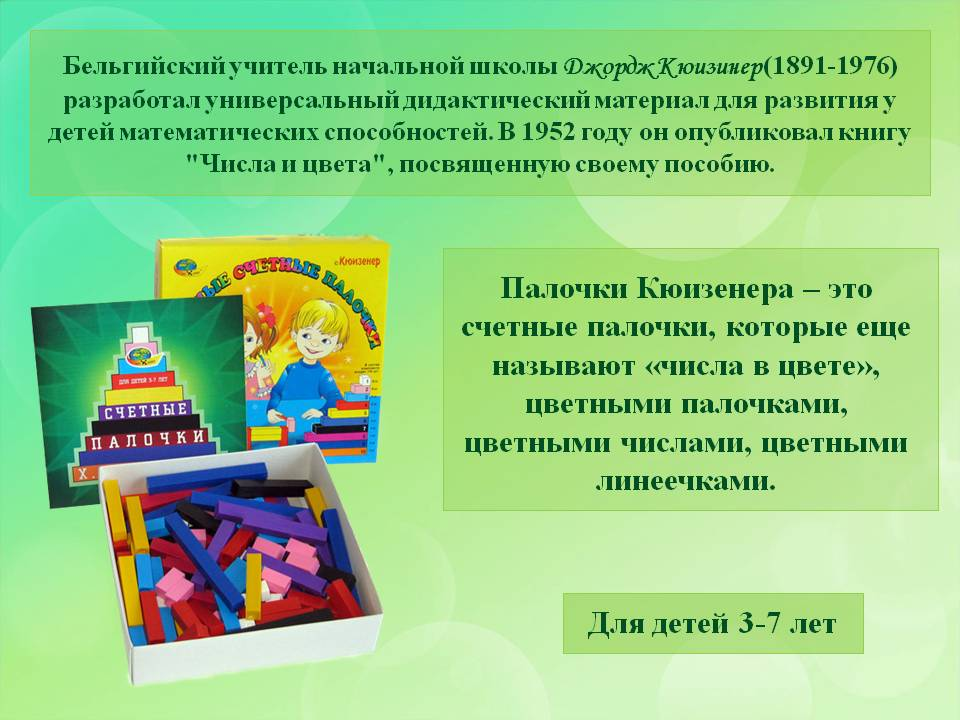 Бельгийский учитель начальной школы Джордж Кюизинер(1891-1976)
разработал универсальный дидактический материал для развития у
детей математических способностей. В 1952 году он опубликовал книгу
"Числа и цвета", посвященную своему пособию.
с Кюизенер
НЫЕ СЧЕТНЫЕ ПАЛОЧКИ
ДЛЯ ДЕТЕЙ 3-7 ЛЕТ
СЧЕТНЫЕ
ПАЛОЧКИ
Х.
Палочки Кюизенера – это
счетные палочки, которые еще
называют «числа в цвете»,
цветными палочками,
цветными числами, цветными
линеечками.
Для детей 3-7 лет